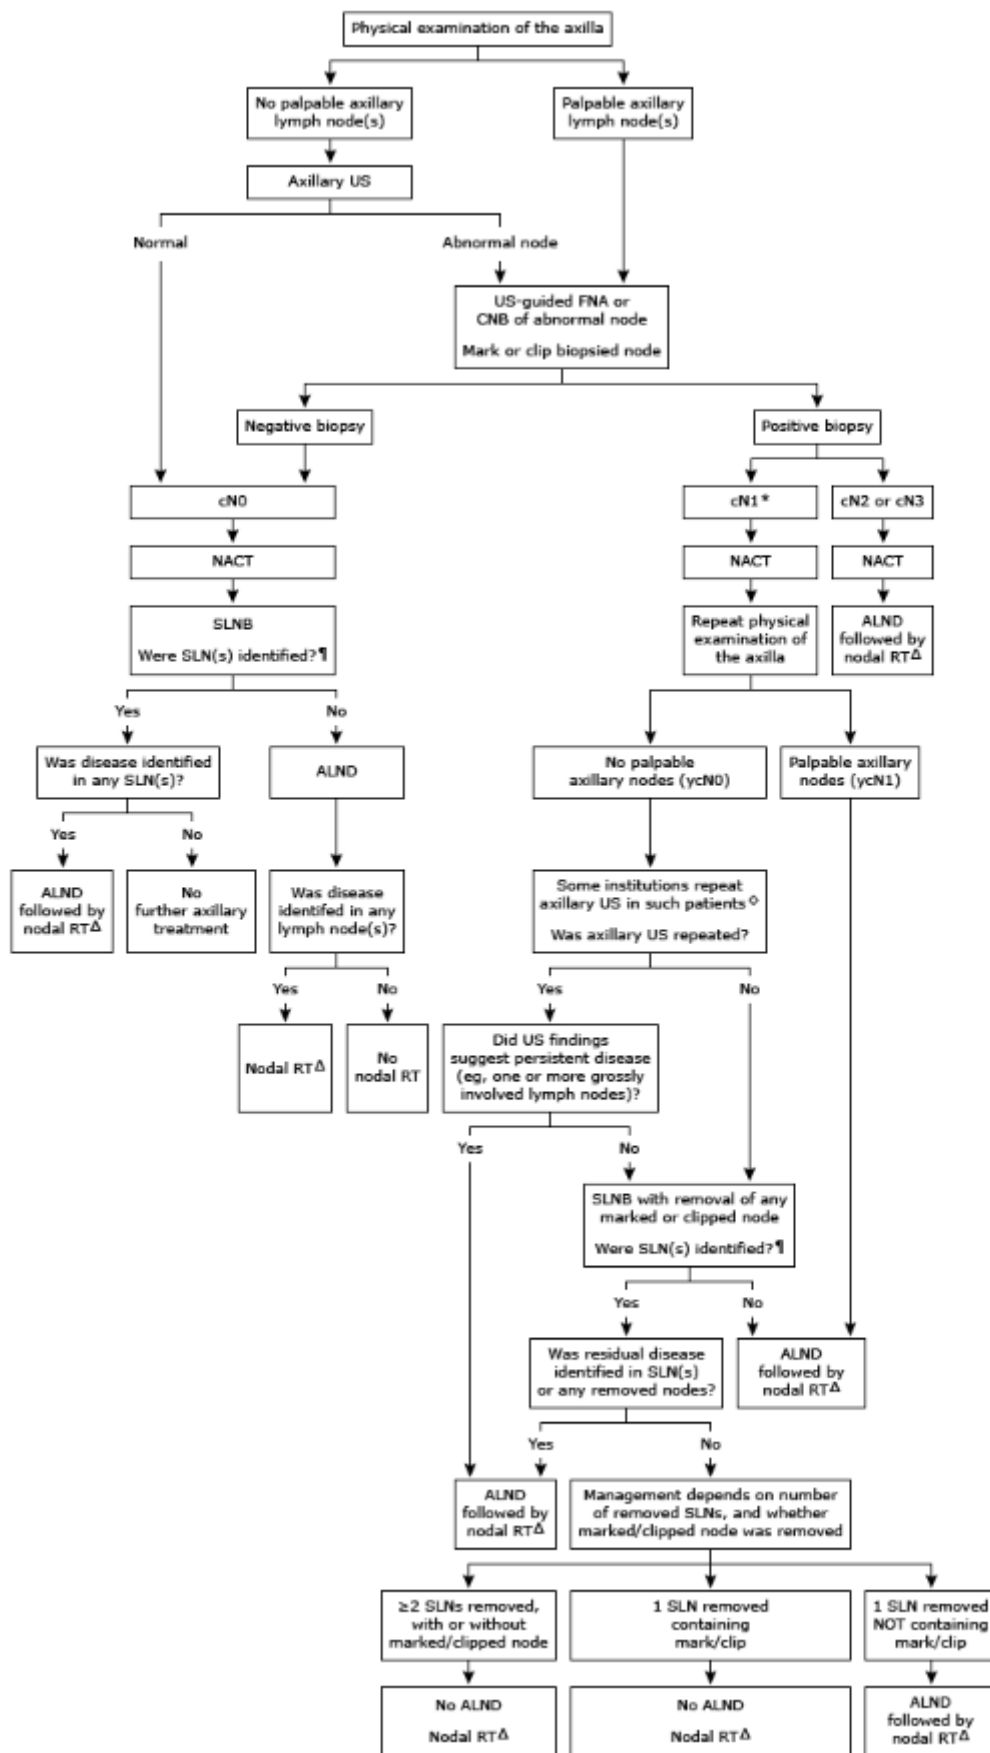 Physical examination of the axilla
No palpable axillary
lymph node(s)
Palpable axillary
lymph node(s)
Axillary US
Normal
Abnormal node
US-guided FNA or
CNB of abnormal node
Mark or clip biopsied node
Negative biopsy
Positive biopsy
cN0
cN1*
cN2 or cN3
NACT
NACT
NACT
SLNB
Were SLN(s) identified?¶
Repeat physical
examination of
the axilla
ALND
followed by
nodal RTΔ
Yes
No
Was disease identified
in any SLN(s)?
ALND
No palpable
axillary nodes (ycN0)
Palpable axillary
nodes (ycN1)
Yes
No
ALND
followed by
nodal RTΔ
No
further axillary
treatment
Was disease
identifed in any
lymph node(s)?
Some institutions repeat
axillary US in such patients◊
Was axillary US repeated?
Yes
No
Yes
No
Nodal RTΔ
No
nodal RT
Did US findings
suggest persistent disease
(eg, one or more grossly
involved lymph nodes)?
Yes
No
SLNB with removal of any
marked or clipped node
Were SLN(s) identified?¶
Yes
No
Was residual disease
identified in SLN(s)
or any removed nodes?
ALND
followed by
nodal RTΔ
Yes
No
ALND
followed by
nodal RTΔ
Management depends on number
of removed SLNs, and whether
marked/clipped node was removed
≥2 SLNs removed,
with or without
marked/clipped node
1 SLN removed
containing
mark/clip
1 SLN removed
NOT containing
mark/clip
No ALND
Nodal RTΔ
No ALND
Nodal RTΔ
ALND
followed by
nodal RTΔ